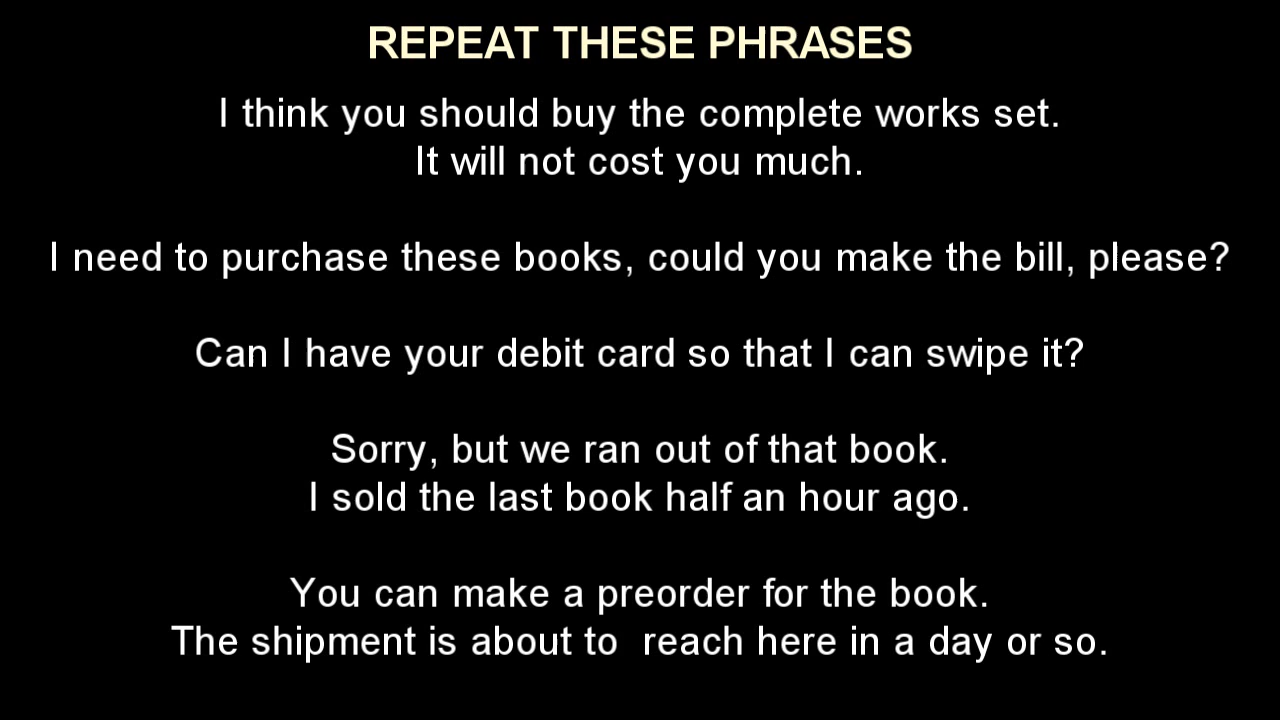 REPEAT THESE PHRASES
I think you should buy the complete works set.
It will not cost you much.
I need to purchase these books, could you make the bill, please?
Can I have your debit card so that I can swipe it?
Sorry, but we ran out of that book.
I sold the last book half an hour ago.
You can make a preorder for the book.
The shipment is about to  reach here in a day or so.